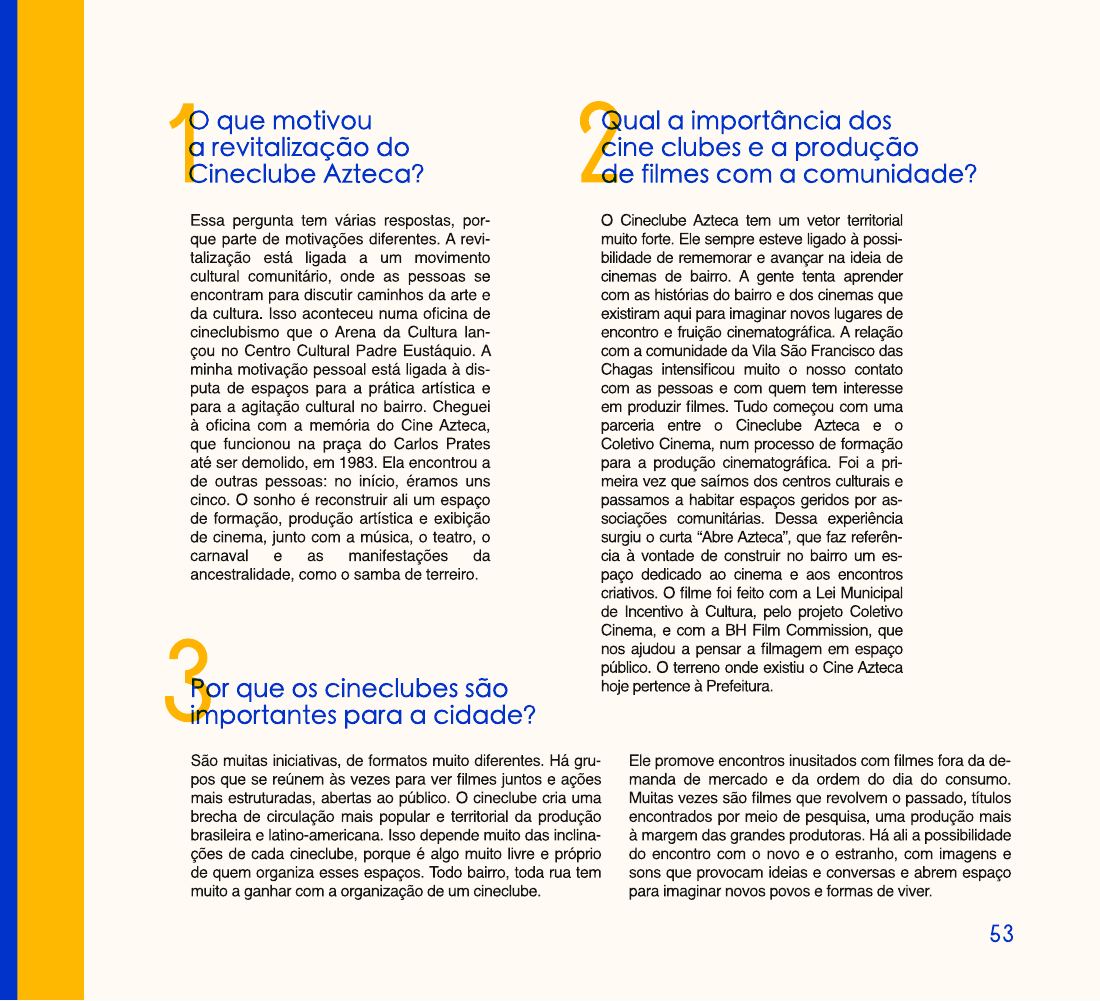 1
O que motivou
a revitalização do
Cineclube Azteca?
Essa pergunta tem várias respostas, por-
que parte de motivações diferentes. A revi-
talização está ligada a um movimento
cultural comunitário, onde as pessoas se
encontram para discutir caminhos da arte e
da cultura. Isso aconteceu numa oficina de
cineclubismo que o Arena da Cultura lan-
çou no Centro Cultural Padre Eustáquio. A
minha motivação pessoal está ligada à dis-
puta de espaços para a prática artística e
para a agitação cultural no bairro. Cheguei
à oficina com a memória do Cine Azteca,
que funcionou na praça do Carlos Prates
até ser demolido, em 1983. Ela encontrou a
de outras pessoas: no início, éramos uns
cinco. O sonho é reconstruir ali um espaço
de formação, produção artística e exibição
de cinema, junto com a música, o teatro, o
carnaval e as manifestações da
ancestralidade, como o samba de terreiro.
2
Qual a importância dos
cine clubes e a produção
de filmes com a comunidade?
O Cineclube Azteca tem um vetor territorial
muito forte. Ele sempre esteve ligado à possi-
bilidade de rememorar e avançar na ideia de
cinemas de bairro. A gente tenta aprender
com as histórias do bairro e dos cinemas que
existiram aqui para imaginar novos lugares de
encontro e fruição cinematográfica. A relação
com a comunidade da Vila São Francisco das
Chagas intensificou muito o nosso contato
com as pessoas e com quem tem interesse
em produzir filmes. Tudo começou com uma
parceria entre o Cineclube Azteca e o
Coletivo Cinema, num processo de formação
para a produção cinematográfica. Foi a pri-
meira vez que saímos dos centros culturais e
passamos a habitar espaços geridos por as-
sociações comunitárias. Dessa experiência
surgiu o curta “Abre Azteca”, que faz referên-
cia à vontade de construir no bairro um es-
paço dedicado ao cinema e aos encontros
criativos. O filme foi feito com a Lei Municipal
de Incentivo à Cultura, pelo projeto Coletivo
Cinema, e com a BH Film Commission, que
nos ajudou a pensar a filmagem em espaço
público. O terreno onde existiu o Cine Azteca
hoje pertence à Prefeitura.
3
Por que os cineclubes são
importantes para a cidade?
São muitas iniciativas, de formatos muito diferentes. Há gru-
pos que se reúnem às vezes para ver filmes juntos e ações
mais estruturadas, abertas ao público. O cineclube cria uma
brecha de circulação mais popular e territorial da produção
brasileira e latino-americana. Isso depende muito das inclina-
ções de cada cineclube, porque é algo muito livre e próprio
de quem organiza esses espaços. Todo bairro, toda rua tem
muito a ganhar com a organização de um cineclube.
Ele promove encontros inusitados com filmes fora da de-
manda de mercado e da ordem do dia do consumo.
Muitas vezes são filmes que revolvem o passado, títulos
encontrados por meio de pesquisa, uma produção mais
à margem das grandes produtoras. Há ali a possibilidade
do encontro com o novo e o estranho, com imagens e
sons que provocam ideias e conversas e abrem espaço
para imaginar novos povos e formas de viver.
53